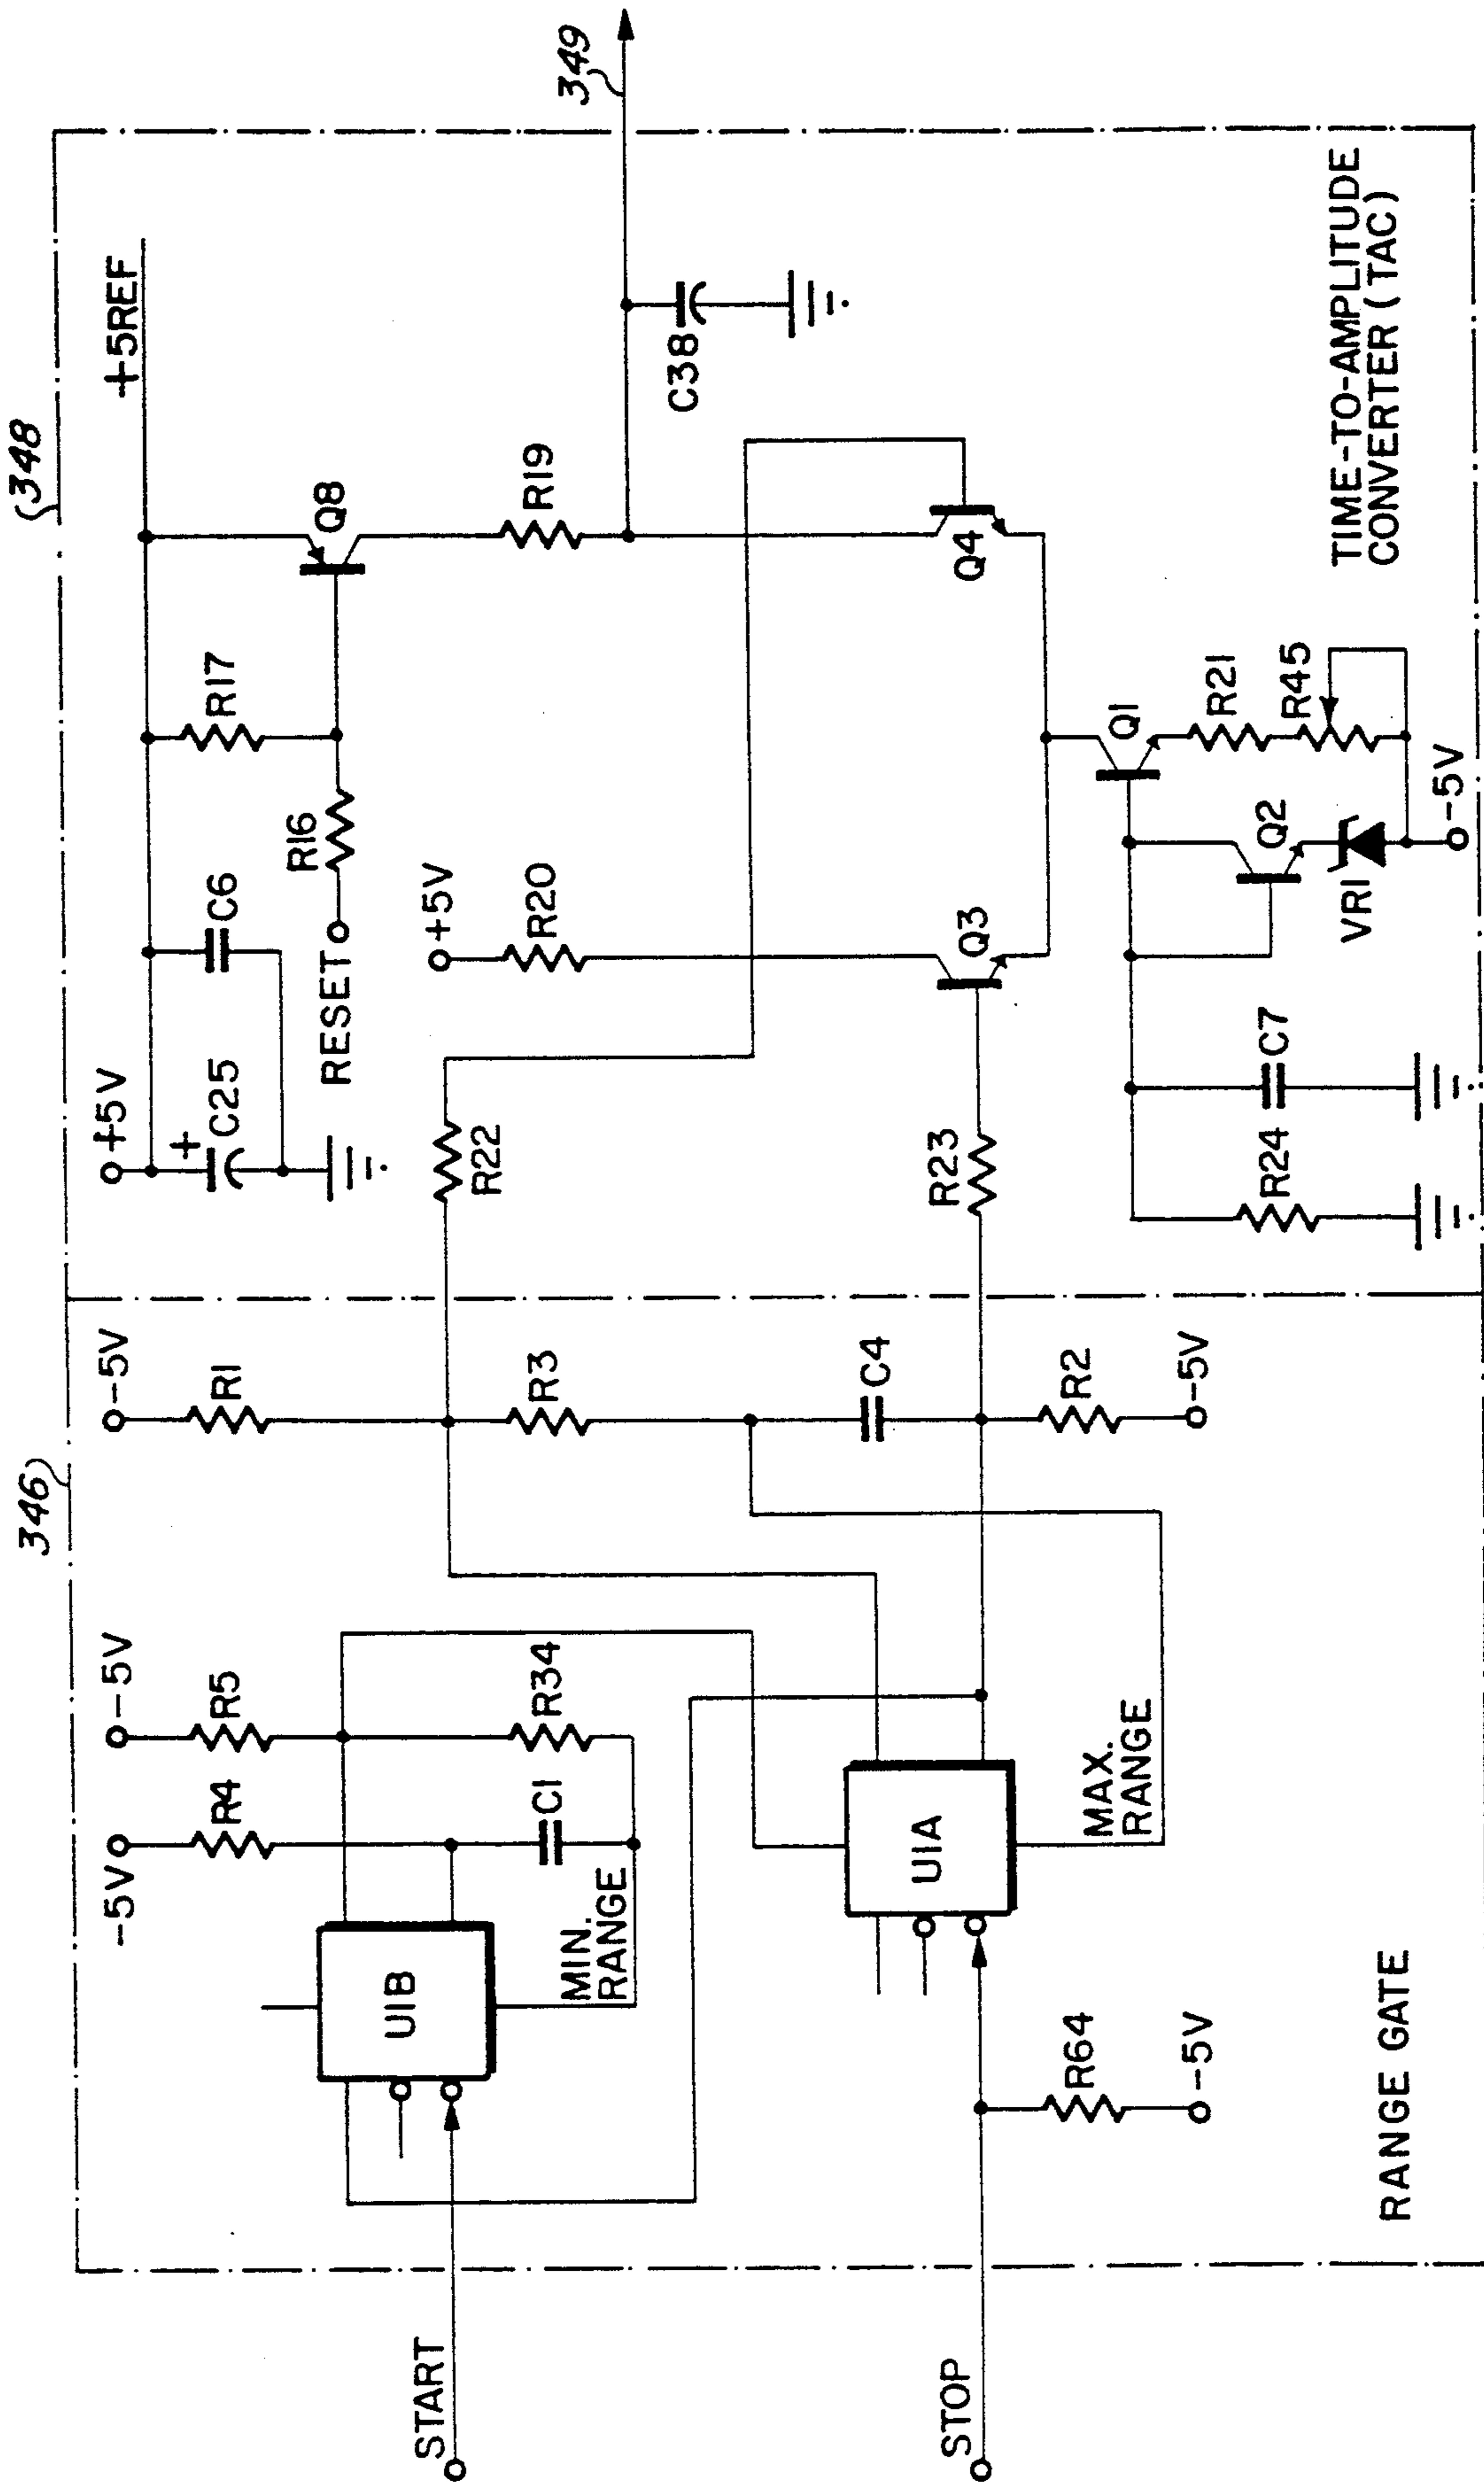 348
346
+5V
+5REF
C25
+
C6
R17
R16
RESET
Q8
R19
349
C38
+5V
R20
R22
R23
Q3
Q4
Q1
Q2
R21
R45
VR1
-5V
R24
C7
TIME-TO-AMPLITUDE
CONVERTER (TAC)
-5V
R1
R3
C4
R2
-5V
-5V
R4
-5V
R5
R34
C1
MIN.
RANGE
U1B
U1A
MAX.
RANGE
START
STOP
R64
-5V
RANGE GATE